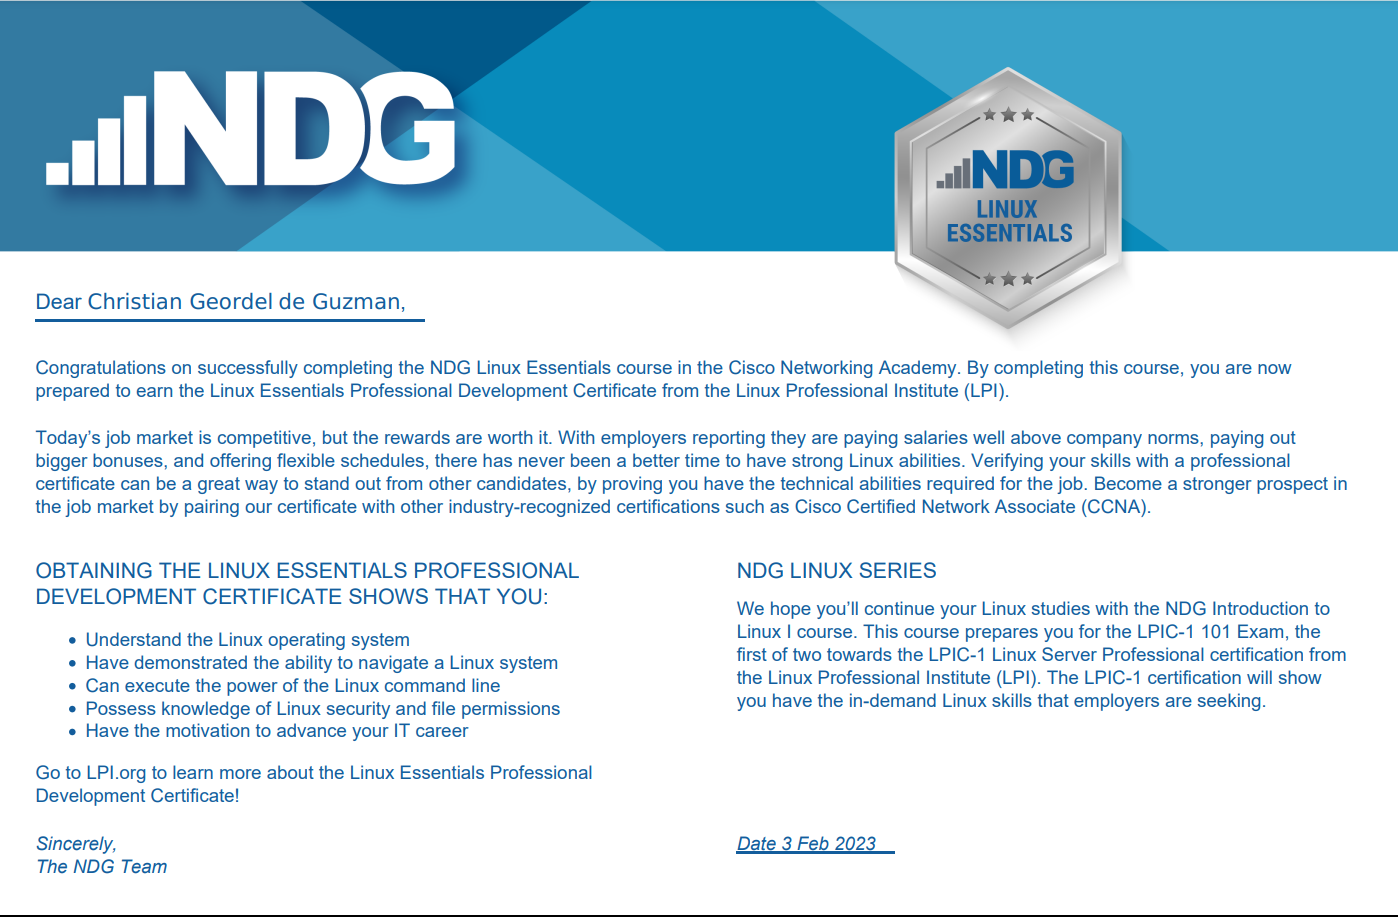 NDG
NDG
LINUX
ESSENTIALS
Dear Christian Geordel de Guzman,
Congratulations on successfully completing the NDG Linux Essentials course in the Cisco Networking Academy. By completing this course, you are now
prepared to earn the Linux Essentials Professional Development Certificate from the Linux Professional Institute (LPI).
Today’s job market is competitive, but the rewards are worth it. With employers reporting they are paying salaries well above company norms, paying out
bigger bonuses, and offering flexible schedules, there has never been a better time to have strong Linux abilities. Verifying your skills with a professional
certificate can be a great way to stand out from other candidates, by proving you have the technical abilities required for the job. Become a stronger prospect in
the job market by pairing our certificate with other industry-recognized certifications such as Cisco Certified Network Associate (CCNA).
OBTAINING THE LINUX ESSENTIALS PROFESSIONAL
DEVELOPMENT CERTIFICATE SHOWS THAT YOU:
• Understand the Linux operating system
• Have demonstrated the ability to navigate a Linux system
• Can execute the power of the Linux command line
• Possess knowledge of Linux security and file permissions
• Have the motivation to advance your IT career
Go to LPI.org to learn more about the Linux Essentials Professional
Development Certificate!
Sincerely,
The NDG Team
NDG LINUX SERIES
We hope you’ll continue your Linux studies with the NDG Introduction to
Linux I course. This course prepares you for the LPIC-1 101 Exam, the
first of two towards the LPIC-1 Linux Server Professional certification from
the Linux Professional Institute (LPI). The LPIC-1 certification will show
you have the in-demand Linux skills that employers are seeking.
Date 3 Feb 2023